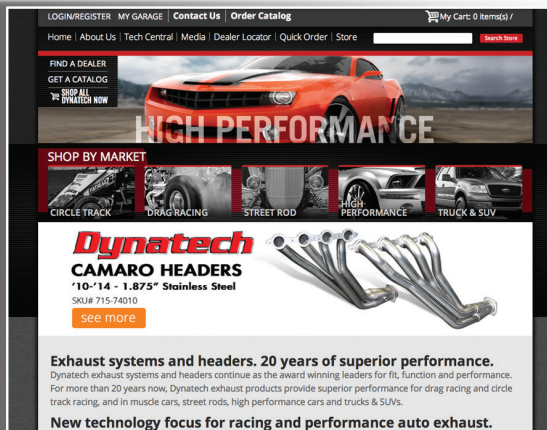 LOGIN/REGISTER MY GARAGE | Contact Us | Order Catalog
My Cart: 0 items(s) /
Home | About Us | Tech Central | Media | Dealer Locator | Quick Order | Store
Search Store
FIND A DEALER
GET A CATALOG
SHOP ALL
DYNATECH NOW
HIGH PERFORMANCE
SHOP BY MARKET
CIRCLE TRACK
DRAG RACING
STREET ROD
HIGH
PERFORMANCE
TRUCK & SUV
Dynatech
CAMARO HEADERS
'10-'14 - 1.875" Stainless Steel
SKU# 715-74010
see more
Exhaust systems and headers. 20 years of superior performance.
Dynatech exhaust systems and headers continue as the award winning leaders for fit, function and performance.
For more than 20 years now, Dynatech exhaust products provide superior performance for drag racing and circle
track racing, and in muscle cars, street rods, high performance cars and trucks & SUVs.
New technology focus for racing and performance auto exhaust.